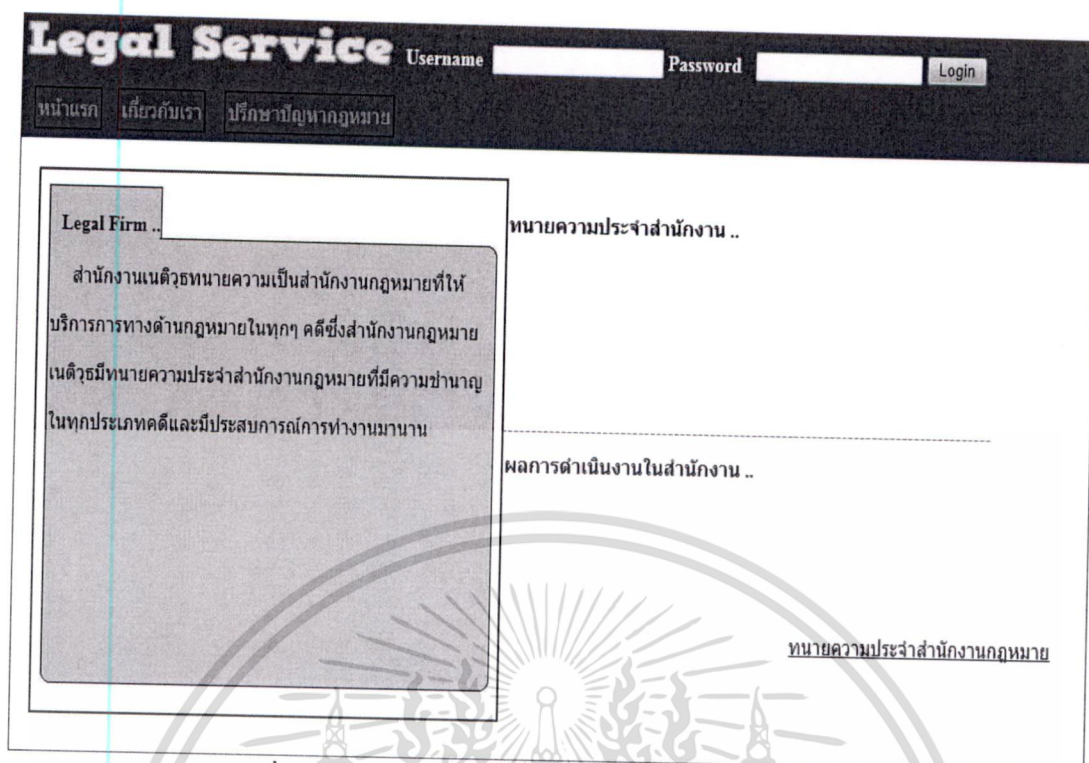 Legal Service Username Password Login
หน้าแรก เกี่ยวกับเรา ปรึกษาปัญหากฎหมาย
Legal Firm ..
สำนักงานเนติวุธทนายความเป็นสำนักงานกฎหมายที่ให้
บริการการทางด้านกฎหมายในทุกๆ คดีซึ่งสำนักงานกฎหมาย
เนติวุธมีทนายความประจำสำนักงานกฎหมายที่มีความชำนาญ
ในทุกประเภทคดีและมีประสบการณ์การทำงานมานาน
ทนายความประจำสำนักงาน ..
ผลการดำเนินงานในสำนักงาน ..
ทนายความประจำสำนักงานกฎหมาย